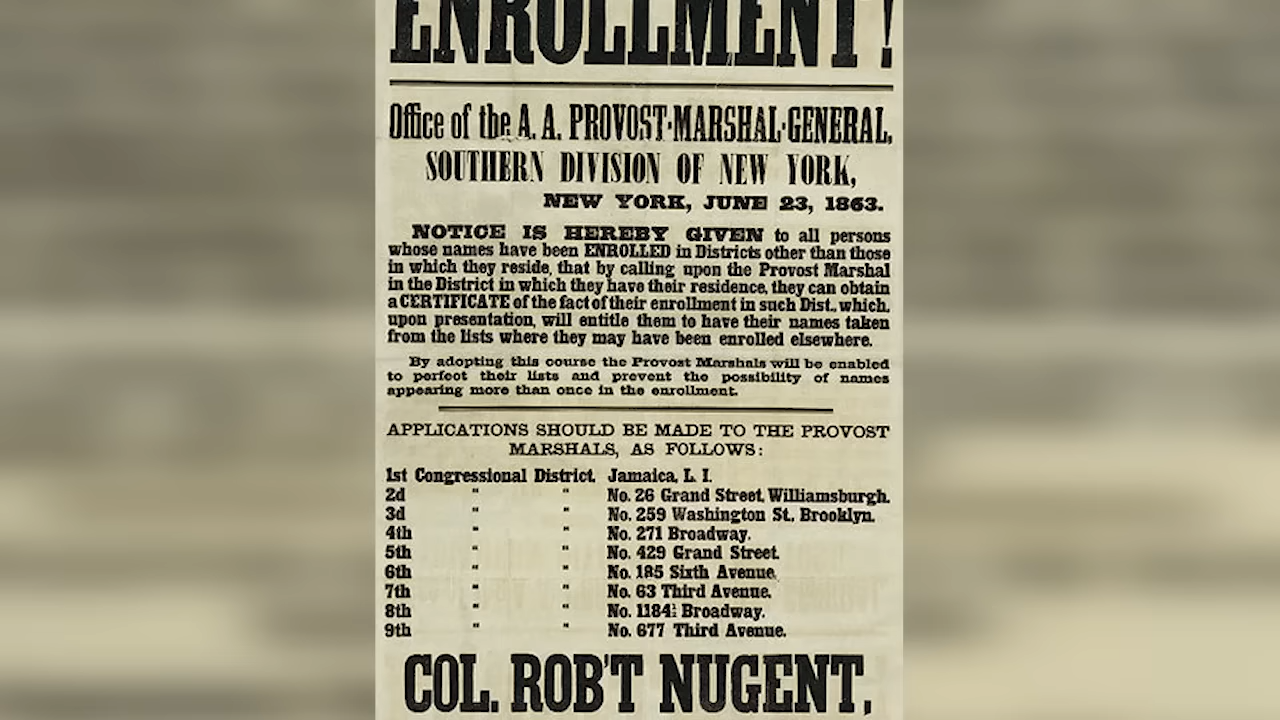 ENROLLMENT!
Office of the A. A. PROVOST-MARSHAL-GENERAL,
SOUTHERN DIVISION OF NEW YORK,
NEW YORK, JUNE 23, 1863.
NOTICE IS HEREBY GIVEN to all persons
whose names have been ENROLLED in Districts other than those
in which they reside, that by calling upon the Provost Marshal
in the District in which they have their residence, they can obtain
a CERTIFICATE of the fact of their enrollment in such Dist., which,
upon presentation, will entitle them to have their names taken
from the lists where they may have been enrolled elsewhere.
By adopting this course the Provost Marshals will be enabled
to perfect their lists and prevent the possibility of names
appearing more than once in the enrollment.
APPLICATIONS SHOULD BE MADE TO THE PROVOST
MARSHALS, AS FOLLOWS:
1st Congressional District, Jamaica, L. I.
2d " " No. 26 Grand Street, Williamsburgh.
3d " " No. 259 Washington St., Brooklyn.
4th " " No. 271 Broadway.
5th " " No. 429 Grand Street.
6th " " No. 185 Sixth Avenue.
7th " " No. 63 Third Avenue.
8th " " No. 1184½ Broadway.
9th " " No. 677 Third Avenue.
COL. ROB'T NUGENT,